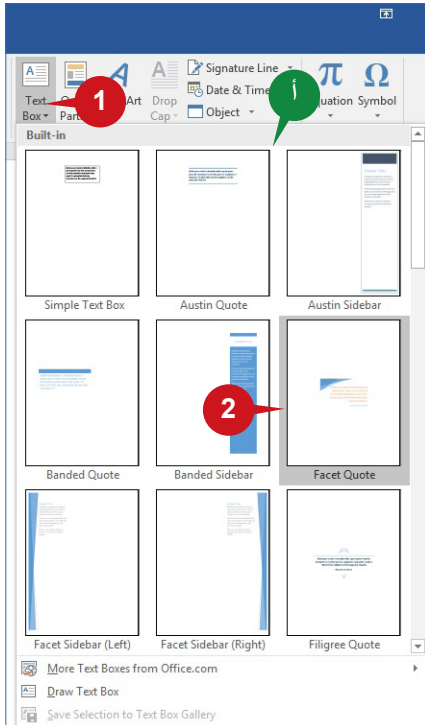 Signature Line
Date & Time
Object
Text Box
1
Art
Drop Cap
أ
uation
Symbol
π
Ω
Built-in
Simple Text Box
Austin Quote
Austin Sidebar
2
Banded Quote
Banded Sidebar
Facet Quote
Facet Sidebar (Left)
Facet Sidebar (Right)
Filigree Quote
More Text Boxes from Office.com
Draw Text Box
Save Selection to Text Box Gallery